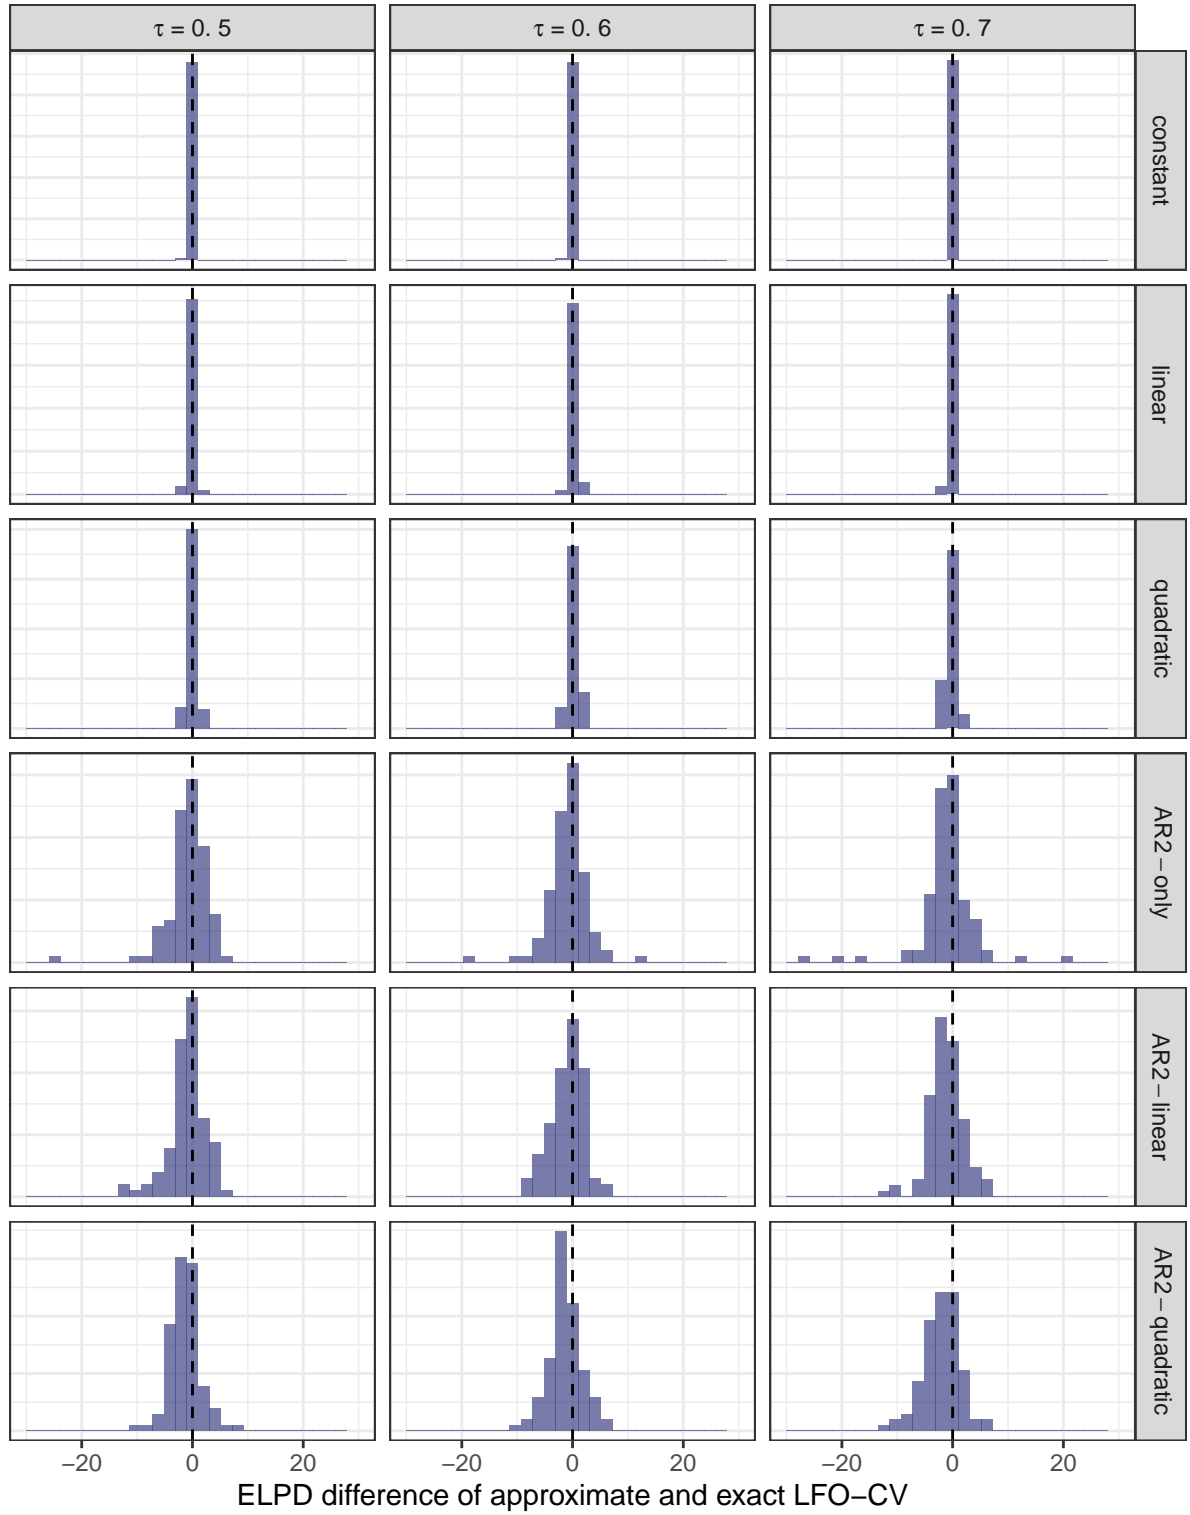 τ = 0. 5
τ = 0. 6
τ = 0. 7
constant
linear
quadratic
AR2−only
AR2−linear
AR2−quadratic
−20 0 20 −20 0 20 −20 0 20
ELPD difference of approximate and exact LFO−CV